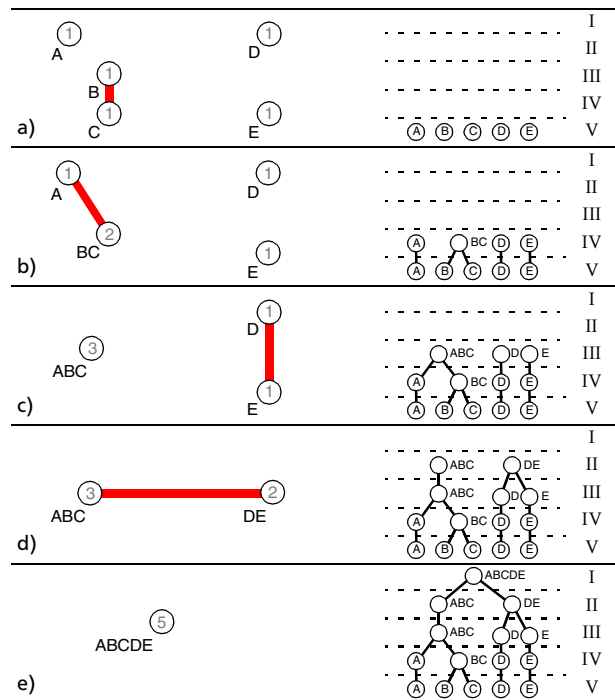 1 A 1 D I
II
1 B III
1 C 1 E IV
a) A B C D E V
1 A 1 D I
II
III
2 BC 1 E A BC D E IV
b) A B C D E V
1 D I
II
3 ABC ABC D E III
1 E A BC D E IV
c) A B C D E V
I
ABC DE II
3 ABC 2 DE ABC D E III
A BC D E IV
d) A B C D E V
ABCDE I
ABC DE II
5 ABCDE ABC D E III
A BC D E IV
e) A B C D E V